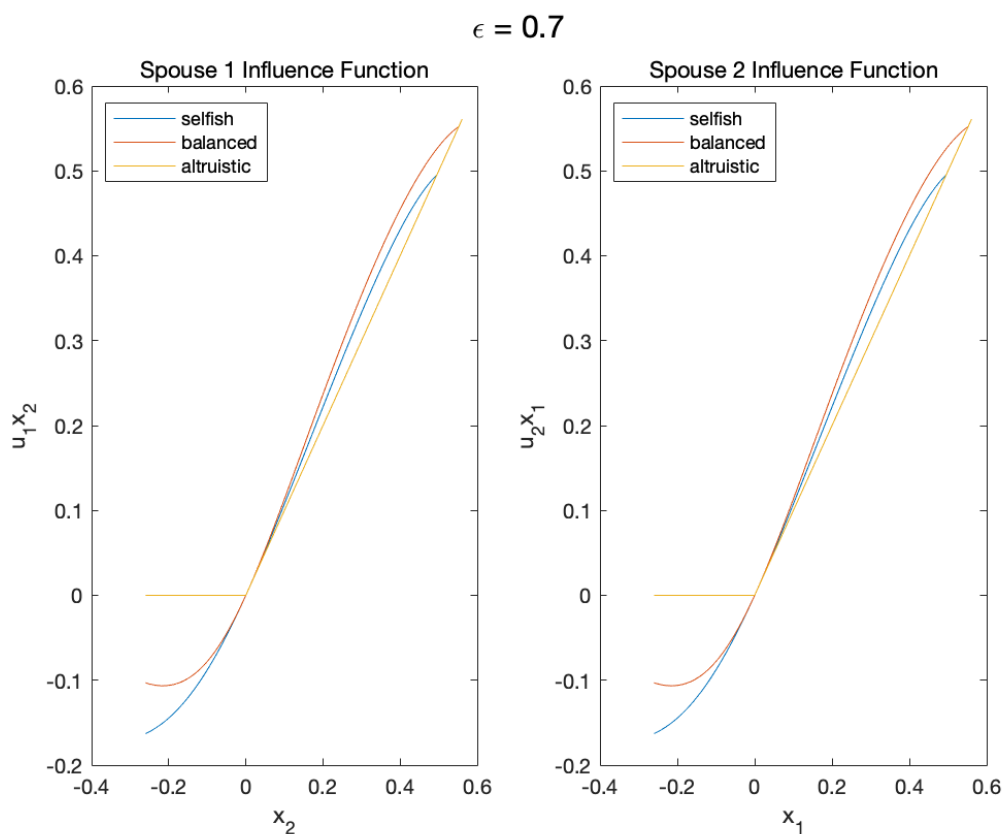 ϵ = 0.7
Spouse 1 Influence Function
0.6
0.5
0.4
0.3
0.2
0.1
0
-0.1
-0.2
u₁x₂
selfish
balanced
altruistic
-0.4
-0.2
0
0.2
0.4
0.6
x₂
Spouse 2 Influence Function
0.6
0.5
0.4
0.3
0.2
0.1
0
-0.1
-0.2
u₂x₁
selfish
balanced
altruistic
-0.4
-0.2
0
0.2
0.4
0.6
x₁